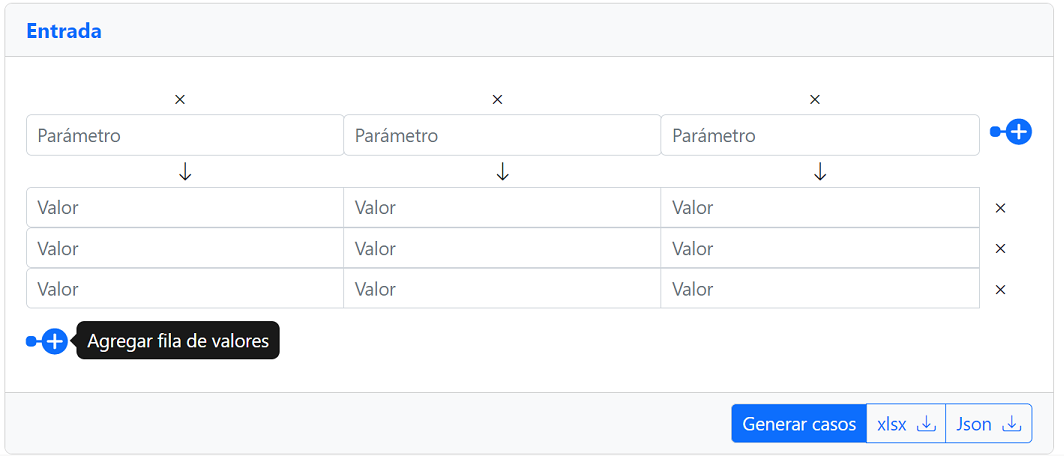 Entrada
Parámetro Parámetro Parámetro
Valor Valor Valor
Valor Valor Valor
Valor Valor Valor
Agregar fila de valores
Generar casos xlsx Json